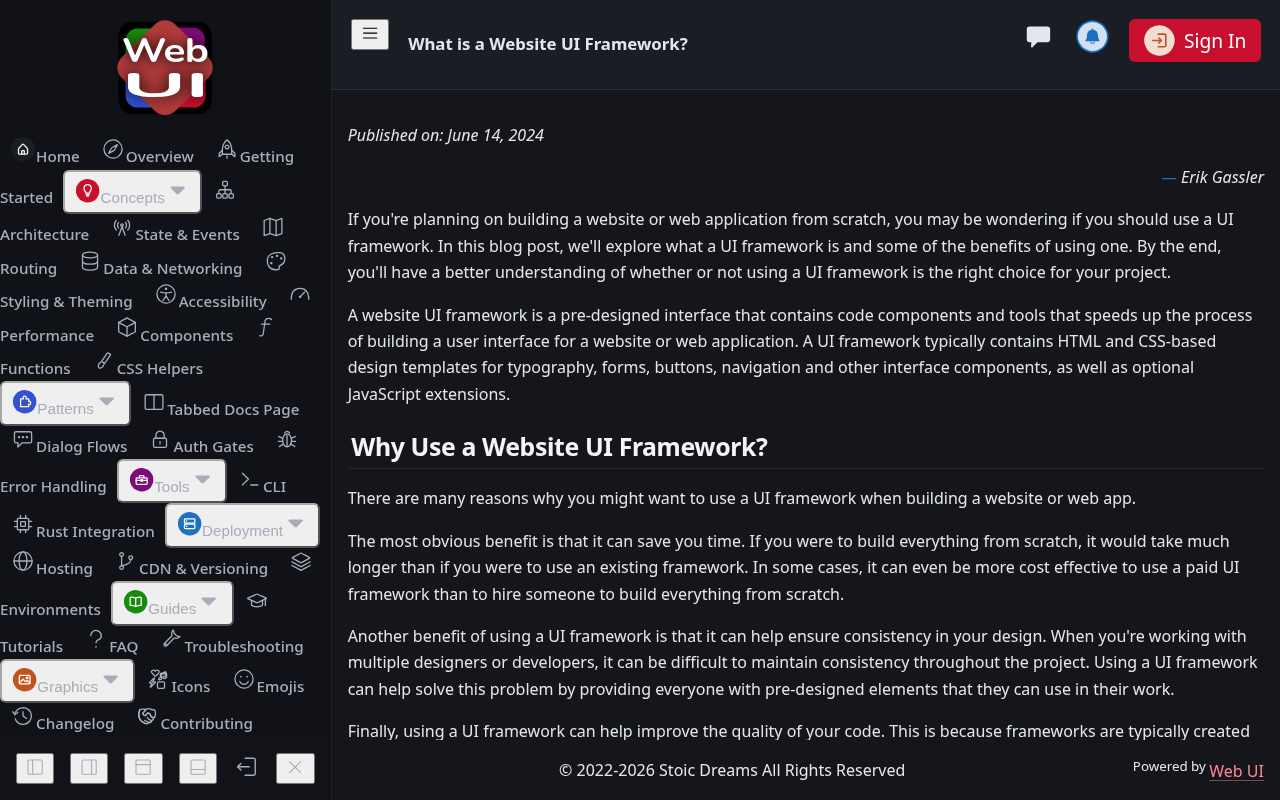 Web
UI
Home Overview Getting
Started Concepts
Architecture State & Events
Routing Data & Networking
Styling & Theming Accessibility
Performance Components
Functions CSS Helpers
Patterns Tabbed Docs Page
Dialog Flows Auth Gates
Error Handling Tools CLI
Rust Integration Deployment
Hosting CDN & Versioning
Environments Guides
Tutorials FAQ Troubleshooting
Graphics Icons Emojis
Changelog Contributing
What is a Website UI Framework?
Sign In
Published on: June 14, 2024
— Erik Gassler
If you're planning on building a website or web application from scratch, you may be wondering if you should use a UI
framework. In this blog post, we'll explore what a UI framework is and some of the benefits of using one. By the end,
you'll have a better understanding of whether or not using a UI framework is the right choice for your project.
A website UI framework is a pre-designed interface that contains code components and tools that speeds up the process
of building a user interface for a website or web application. A UI framework typically contains HTML and CSS-based
design templates for typography, forms, buttons, navigation and other interface components, as well as optional
JavaScript extensions.
Why Use a Website UI Framework?
There are many reasons why you might want to use a UI framework when building a website or web app.
The most obvious benefit is that it can save you time. If you were to build everything from scratch, it would take much
longer than if you were to use an existing framework. In some cases, it can even be more cost effective to use a paid UI
framework than to hire someone to build everything from scratch.
Another benefit of using a UI framework is that it can help ensure consistency in your design. When you're working with
multiple designers or developers, it can be difficult to maintain consistency throughout the project. Using a UI framework
can help solve this problem by providing everyone with pre-designed elements that they can use in their work.
Finally, using a UI framework can help improve the quality of your code. This is because frameworks are typically created
© 2022-2026 Stoic Dreams All Rights Reserved
Powered by Web UI